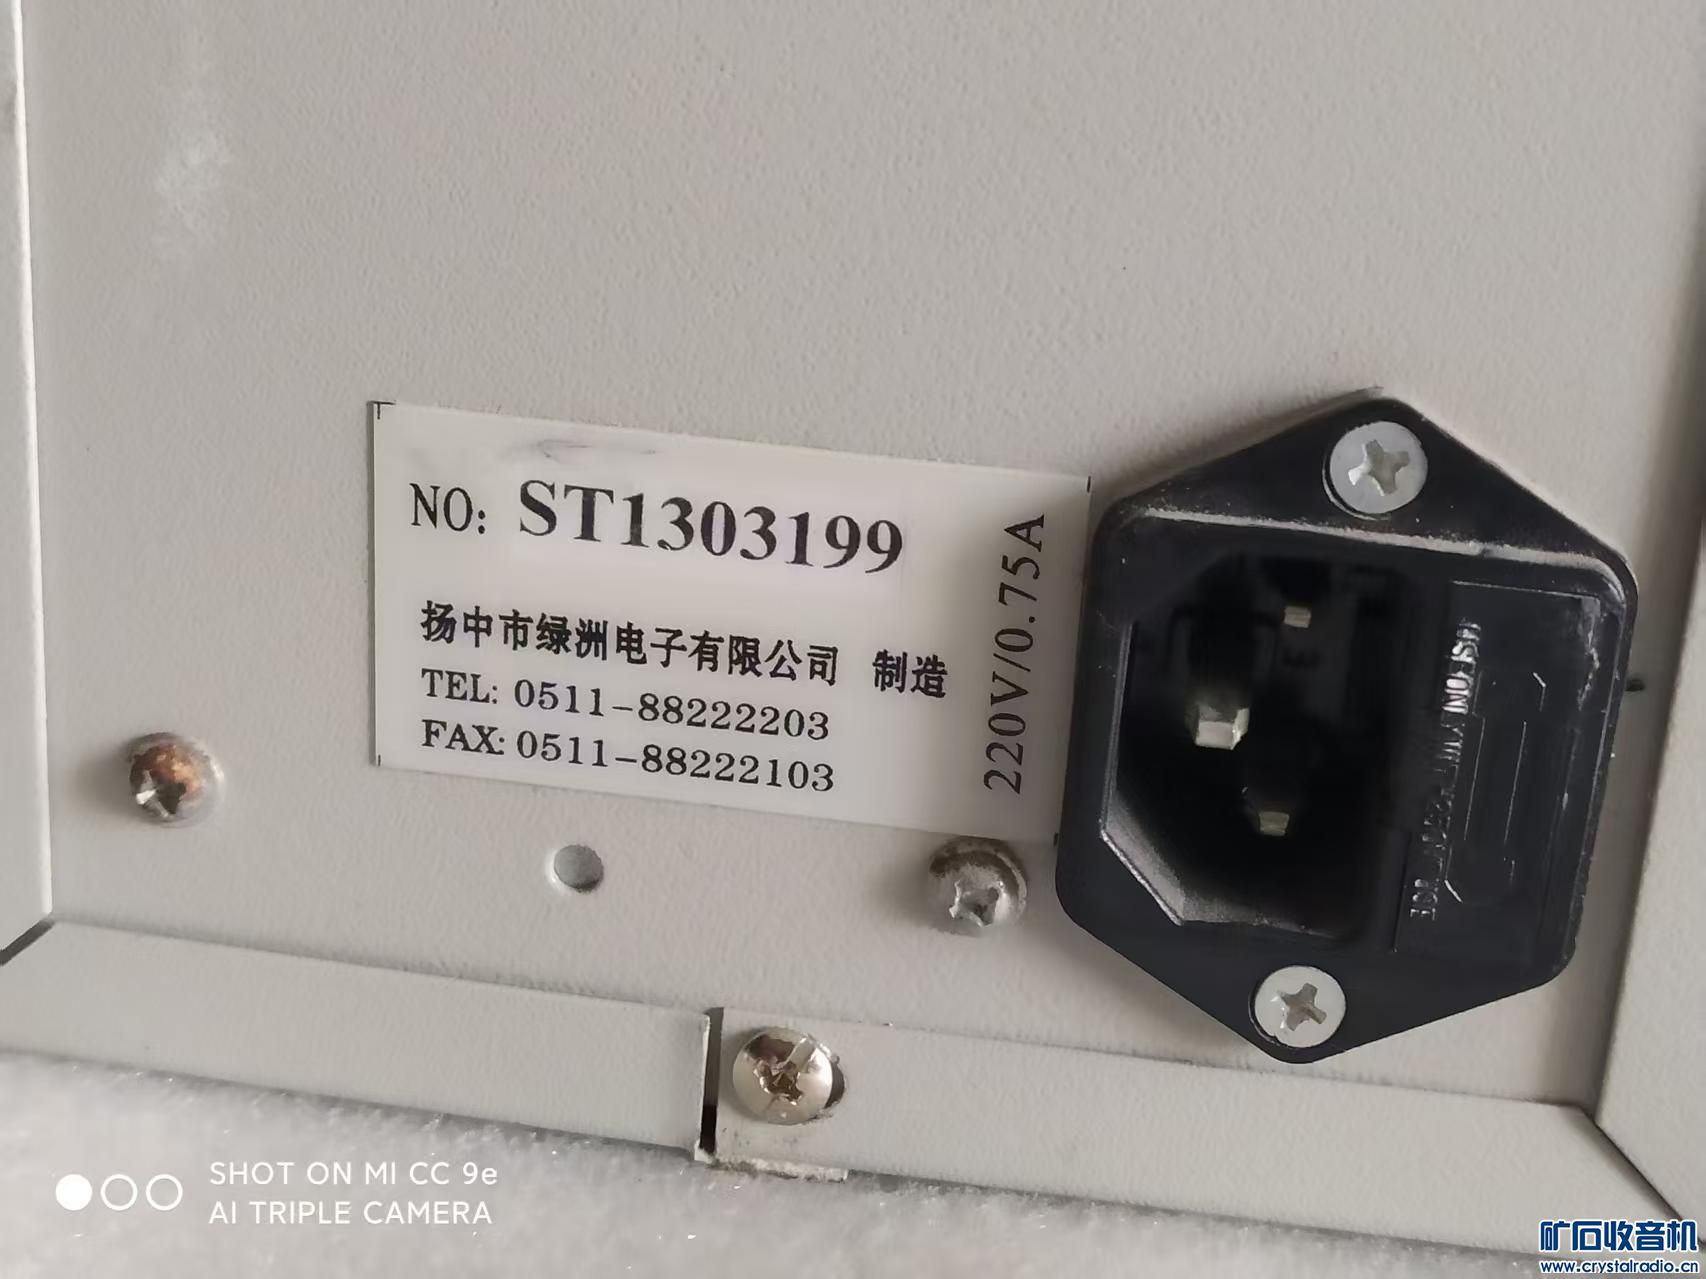 NO: ST1303199
扬中市绿洲电子有限公司 制造
TEL: 0511-88222203
FAX: 0511-88222103
220V/0.75A
SHOT ON MI CC 9e
AI TRIPLE CAMERA
矿石收音机
www.crystalradio.cn